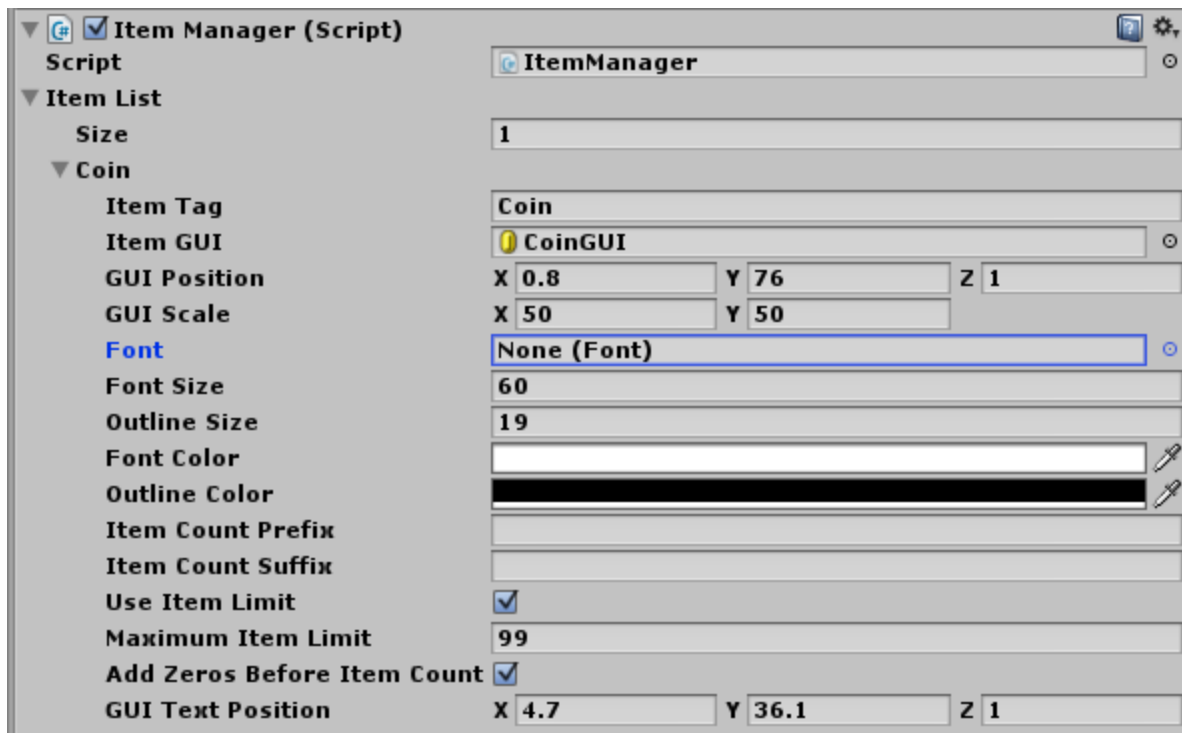 Item Manager (Script)
Script ItemManager
Item List
Size 1
Coin
Item Tag Coin
Item GUI CoinGUI
GUI Position X 0.8 Y 76 Z 1
GUI Scale X 50 Y 50
Font None (Font)
Font Size 60
Outline Size 19
Font Color
Outline Color
Item Count Prefix
Item Count Suffix
Use Item Limit
Maximum Item Limit 99
Add Zeros Before Item Count
GUI Text Position X 4.7 Y 36.1 Z 1